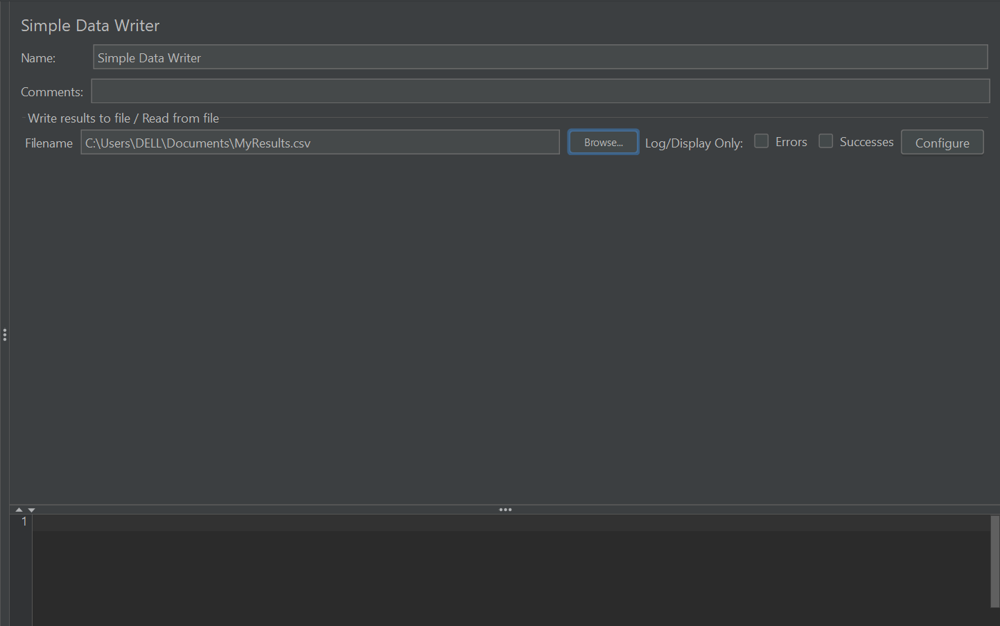 Simple Data Writer
Name: Simple Data Writer
Comments:
Write results to file / Read from file
Filename C:\Users\DELL\Documents\MyResults.csv Browse... Log/Display Only: Errors Successes Configure
1